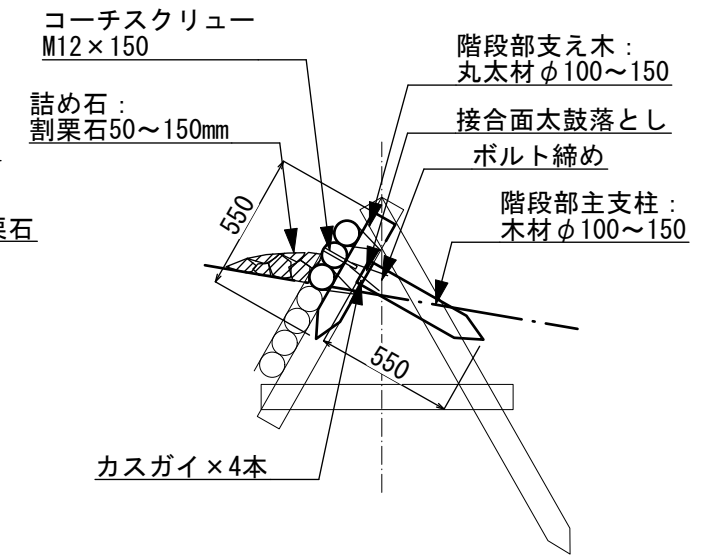 コーチスクリュー
M12×150
階段部支え木：
丸太材φ100～150
詰め石：
割栗石50～150mm
接合面太鼓落とし
ボルト締め
階段部主支柱：
木材φ100～150
栗石
550
550
カスガイ×4本